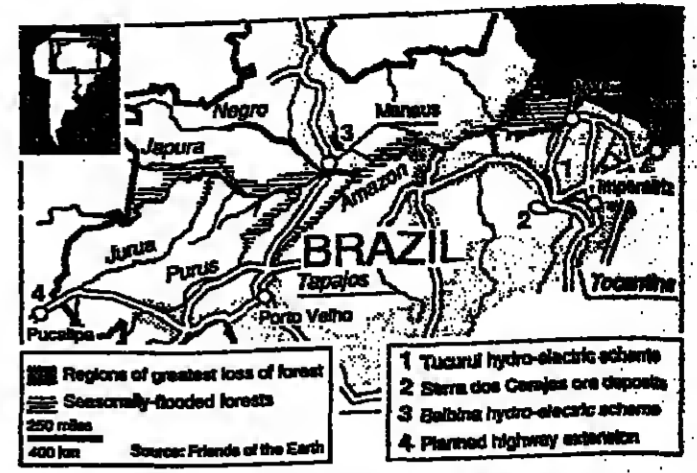 Negro
Manaus
3
Japura
Amazon
1
Imperatriz
2
Jurua
BRAZIL
Purus
Tapajos
Tocantins
4
Pucallpa
Porto Velho
Regions of greatest loss of forest
Seasonally-flooded forests
250 miles
400 km
Source: Friends of the Earth
1 Tucurui hydro-electric scheme
2 Serra dos Carajas ore deposits
3 Balbina hydro-electric scheme
4 Planned highway extension